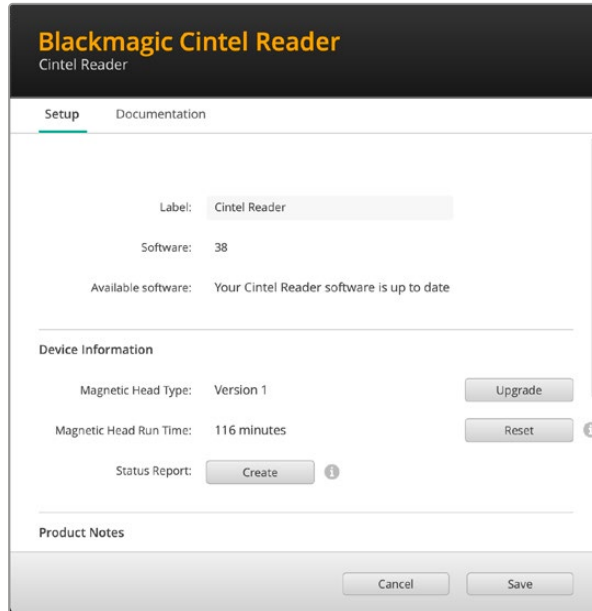 Blackmagic Cintel Reader
Cintel Reader
Setup Documentation
Label: Cintel Reader
Software: 38
Available software: Your Cintel Reader software is up to date
Device Information
Magnetic Head Type: Version 1 Upgrade
Magnetic Head Run Time: 116 minutes Reset
Status Report: Create
Product Notes
Cancel Save